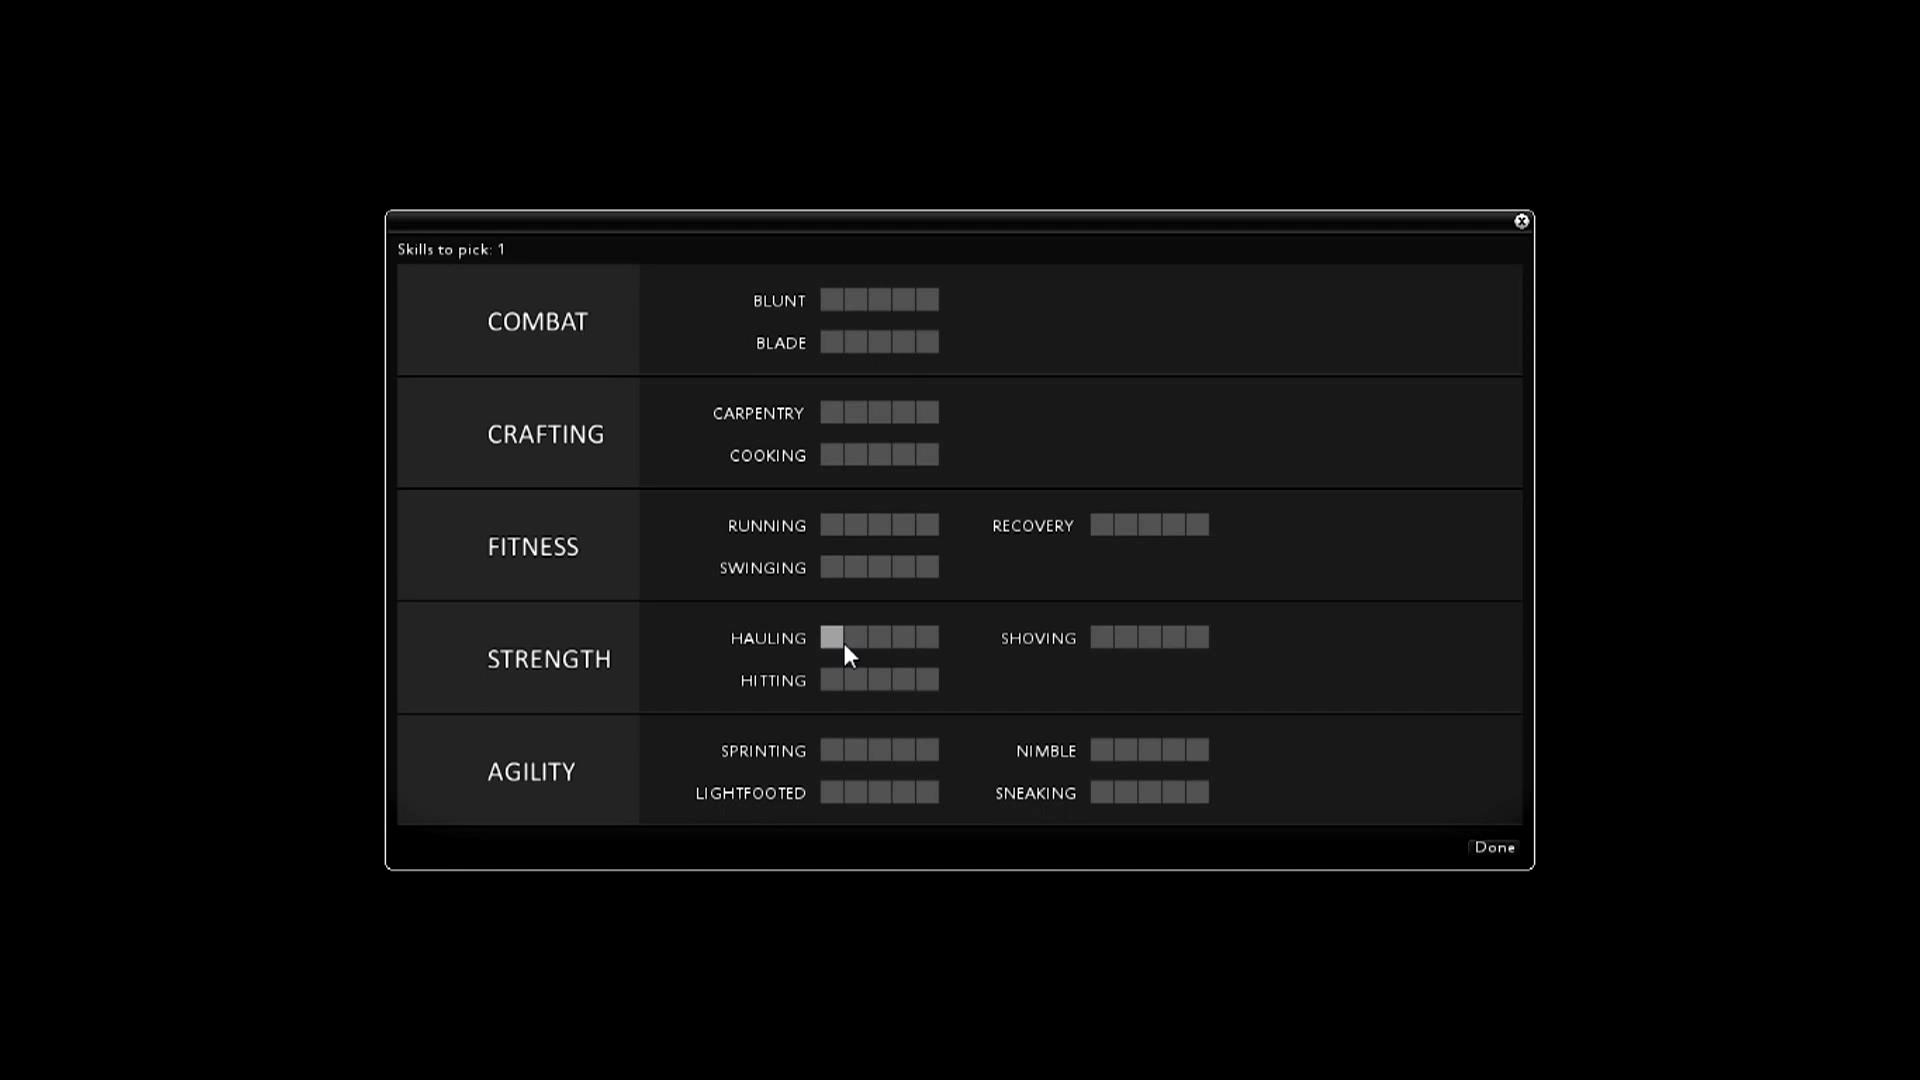 Skills to pick: 1
COMBAT
BLUNT
BLADE
CRAFTING
CARPENTRY
COOKING
FITNESS
RUNNING RECOVERY
SWINGING
STRENGTH
HAULING SHOVING
HITTING
AGILITY
SPRINTING NIMBLE
LIGHTFOOTED SNEAKING
Done